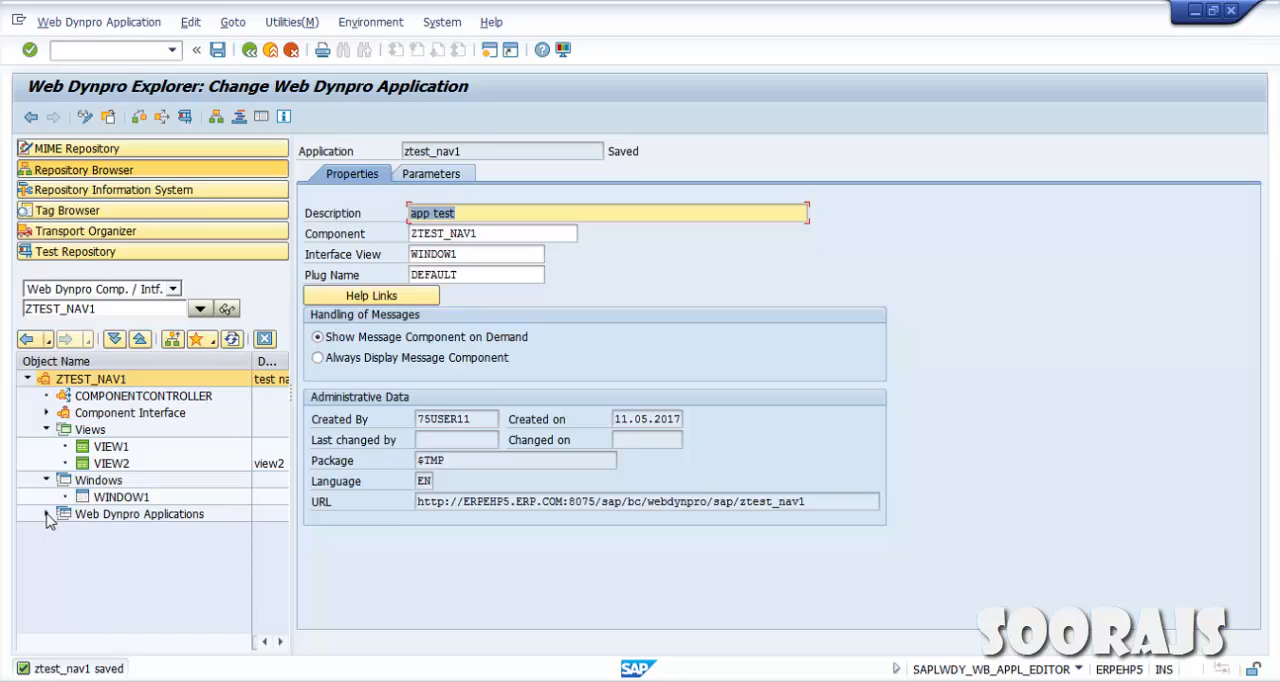 Web Dynpro Application Edit Goto Utilities(M) Environment System Help
Web Dynpro Explorer: Change Web Dynpro Application
MIME Repository
Repository Browser
Repository Information System
Tag Browser
Transport Organizer
Test Repository
Web Dynpro Comp. / Intf.
ZTEST_NAV1
Object Name D...
ZTEST_NAV1 test na
COMPONENTCONTROLLER
Component Interface
Views
VIEW1
VIEW2 view2
Windows
WINDOW1
Web Dynpro Applications
Application ztest_nav1 Saved
Properties Parameters
Description app test
Component ZTEST_NAV1
Interface View WINDOW1
Plug Name DEFAULT
Help Links
Handling of Messages
Show Message Component on Demand
Always Display Message Component
Administrative Data
Created By 75USER11 Created on 11.05.2017
Last changed by Changed on
Package $TMP
Language EN
URL http://ERPEHP5.ERP.COM:8075/sap/bc/webdynpro/sap/ztest_nav1
SOORAJS
ztest_nav1 saved SAP SAPLWDY_WB_APPL_EDITOR ERPEHP5 INS